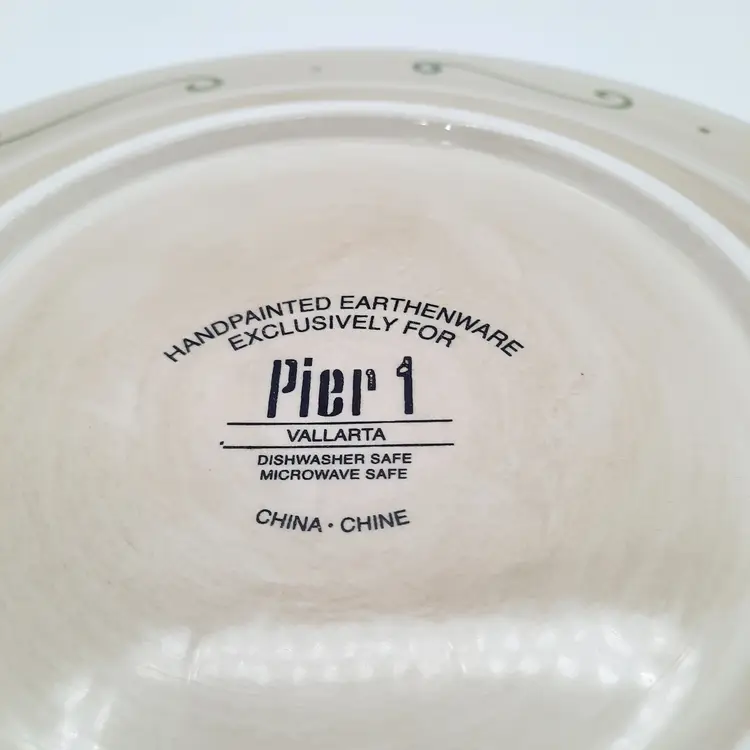 HANDPAINTED EARTHENWARE
EXCLUSIVELY FOR
Pier 1
VALLARTA
DISHWASHER SAFE
MICROWAVE SAFE
CHINA · CHINE